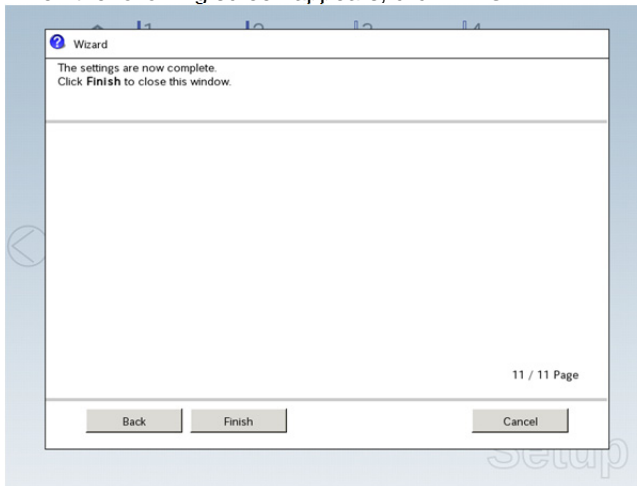 Wizard
The settings are now complete.
Click Finish to close this window.
11 / 11 Page
Back Finish Cancel
Setup